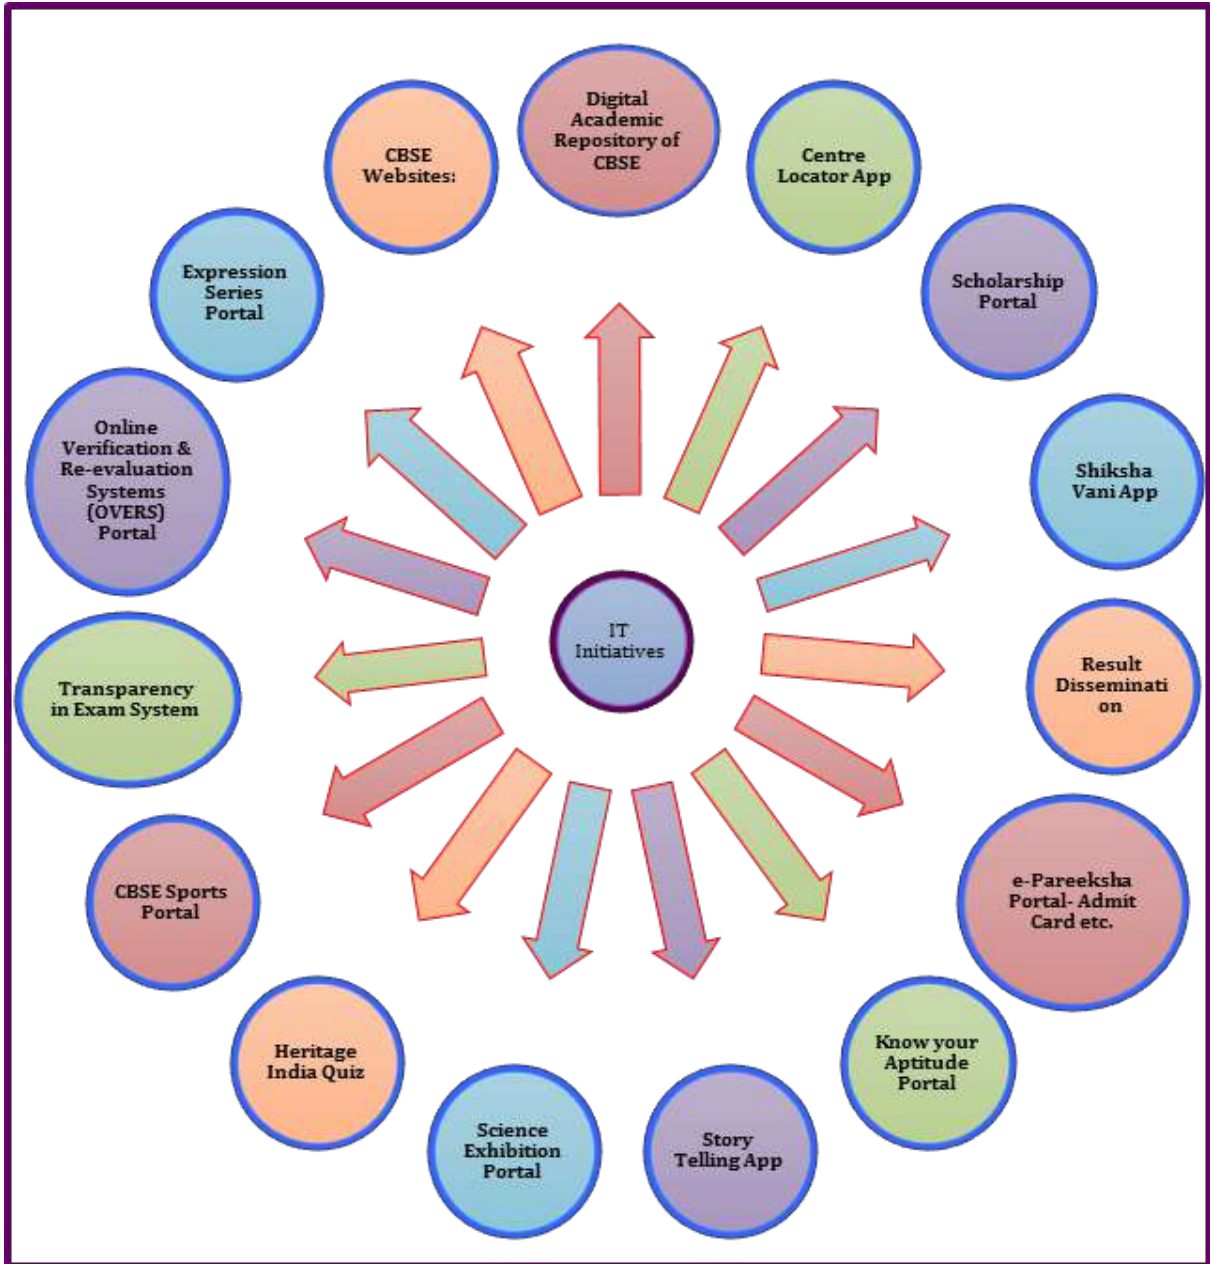 Digital
Academic
Repository of
CBSE
Centre
Locator App
Scholarship
Portal
Shiksha
Vani App
Result
Disseminati
on
e-Pareeksha
Portal- Admit
Card etc.
Know your
Aptitude
Portal
Story
Telling App
Science
Exhibition
Portal
Heritage
India Quiz
CBSE Sports
Portal
Transparency
in Exam System
Online
Verification &
Re-evaluation
Systems
(OVERS)
Portal
Expression
Series
Portal
CBSE
Websites:
IT
Initiatives